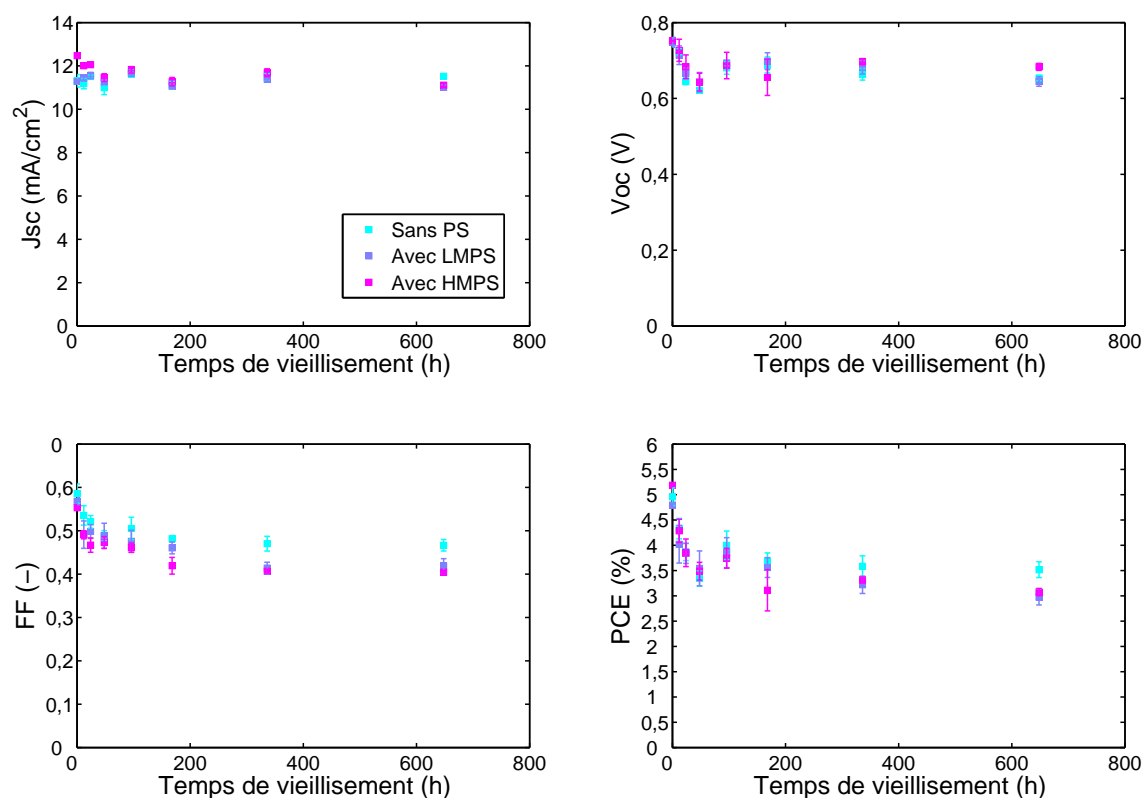 14
12
10
8
6
4
2
0
Jsc (mA/cm²)
0 200 400 600 800
Temps de vieillisement (h)
Sans PS
Avec LMPS
Avec HMPS
0,8
0,6
0,4
0,2
0
Voc (V)
0 200 400 600 800
Temps de vieillisement (h)
0
0,5
0,4
0,2
0,1
0
FF (−)
0 200 400 600 800
Temps de vieillisement (h)
6
5,5
5
4,5
4
3,5
3
2,5
2
1,5
1
0,5
0
PCE (%)
0 200 400 600 800
Temps de vieillisement (h)